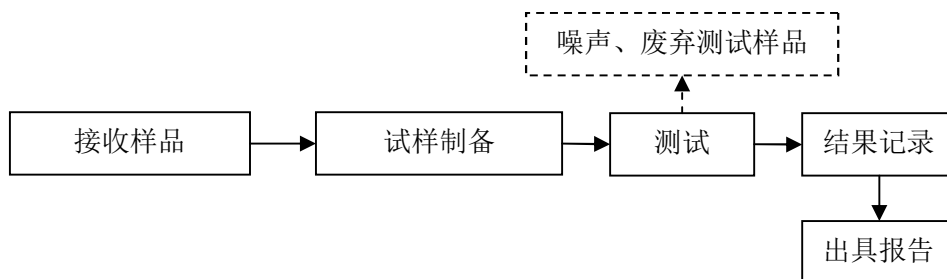 噪声、废弃测试样品
接收样品
试样制备
测试
结果记录
出具报告